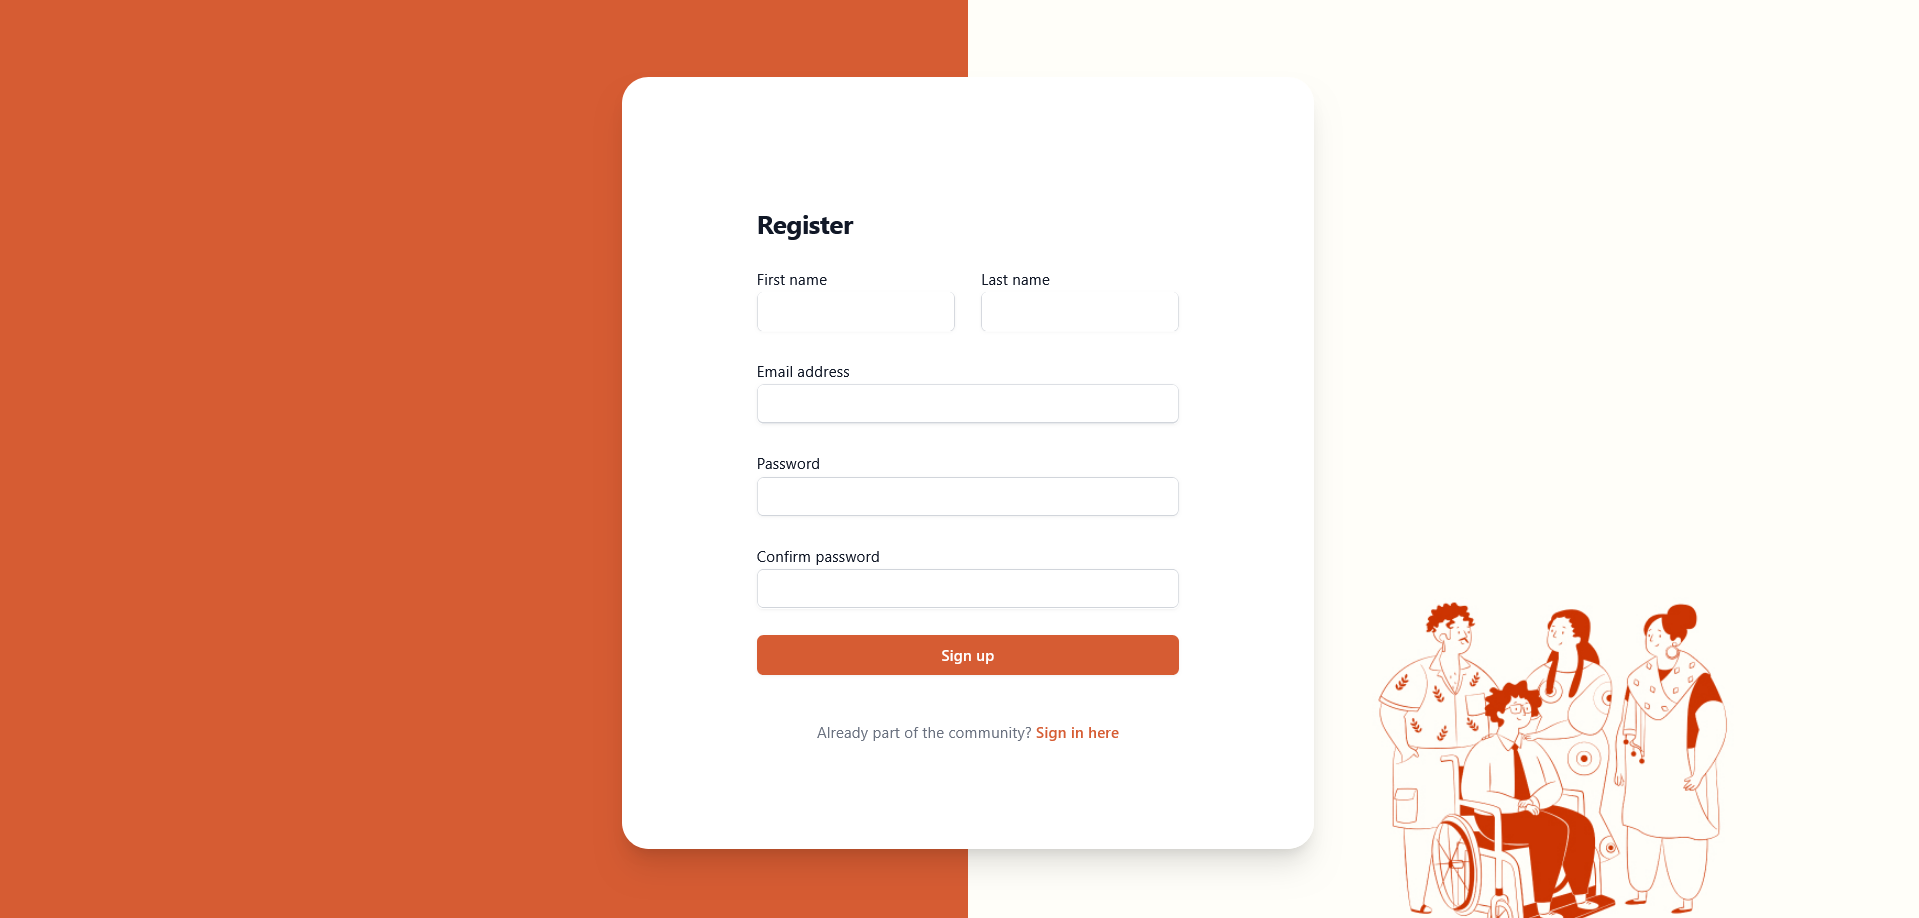 Register
First name Last name
Email address
Password
Confirm password
Sign up
Already part of the community? Sign in here